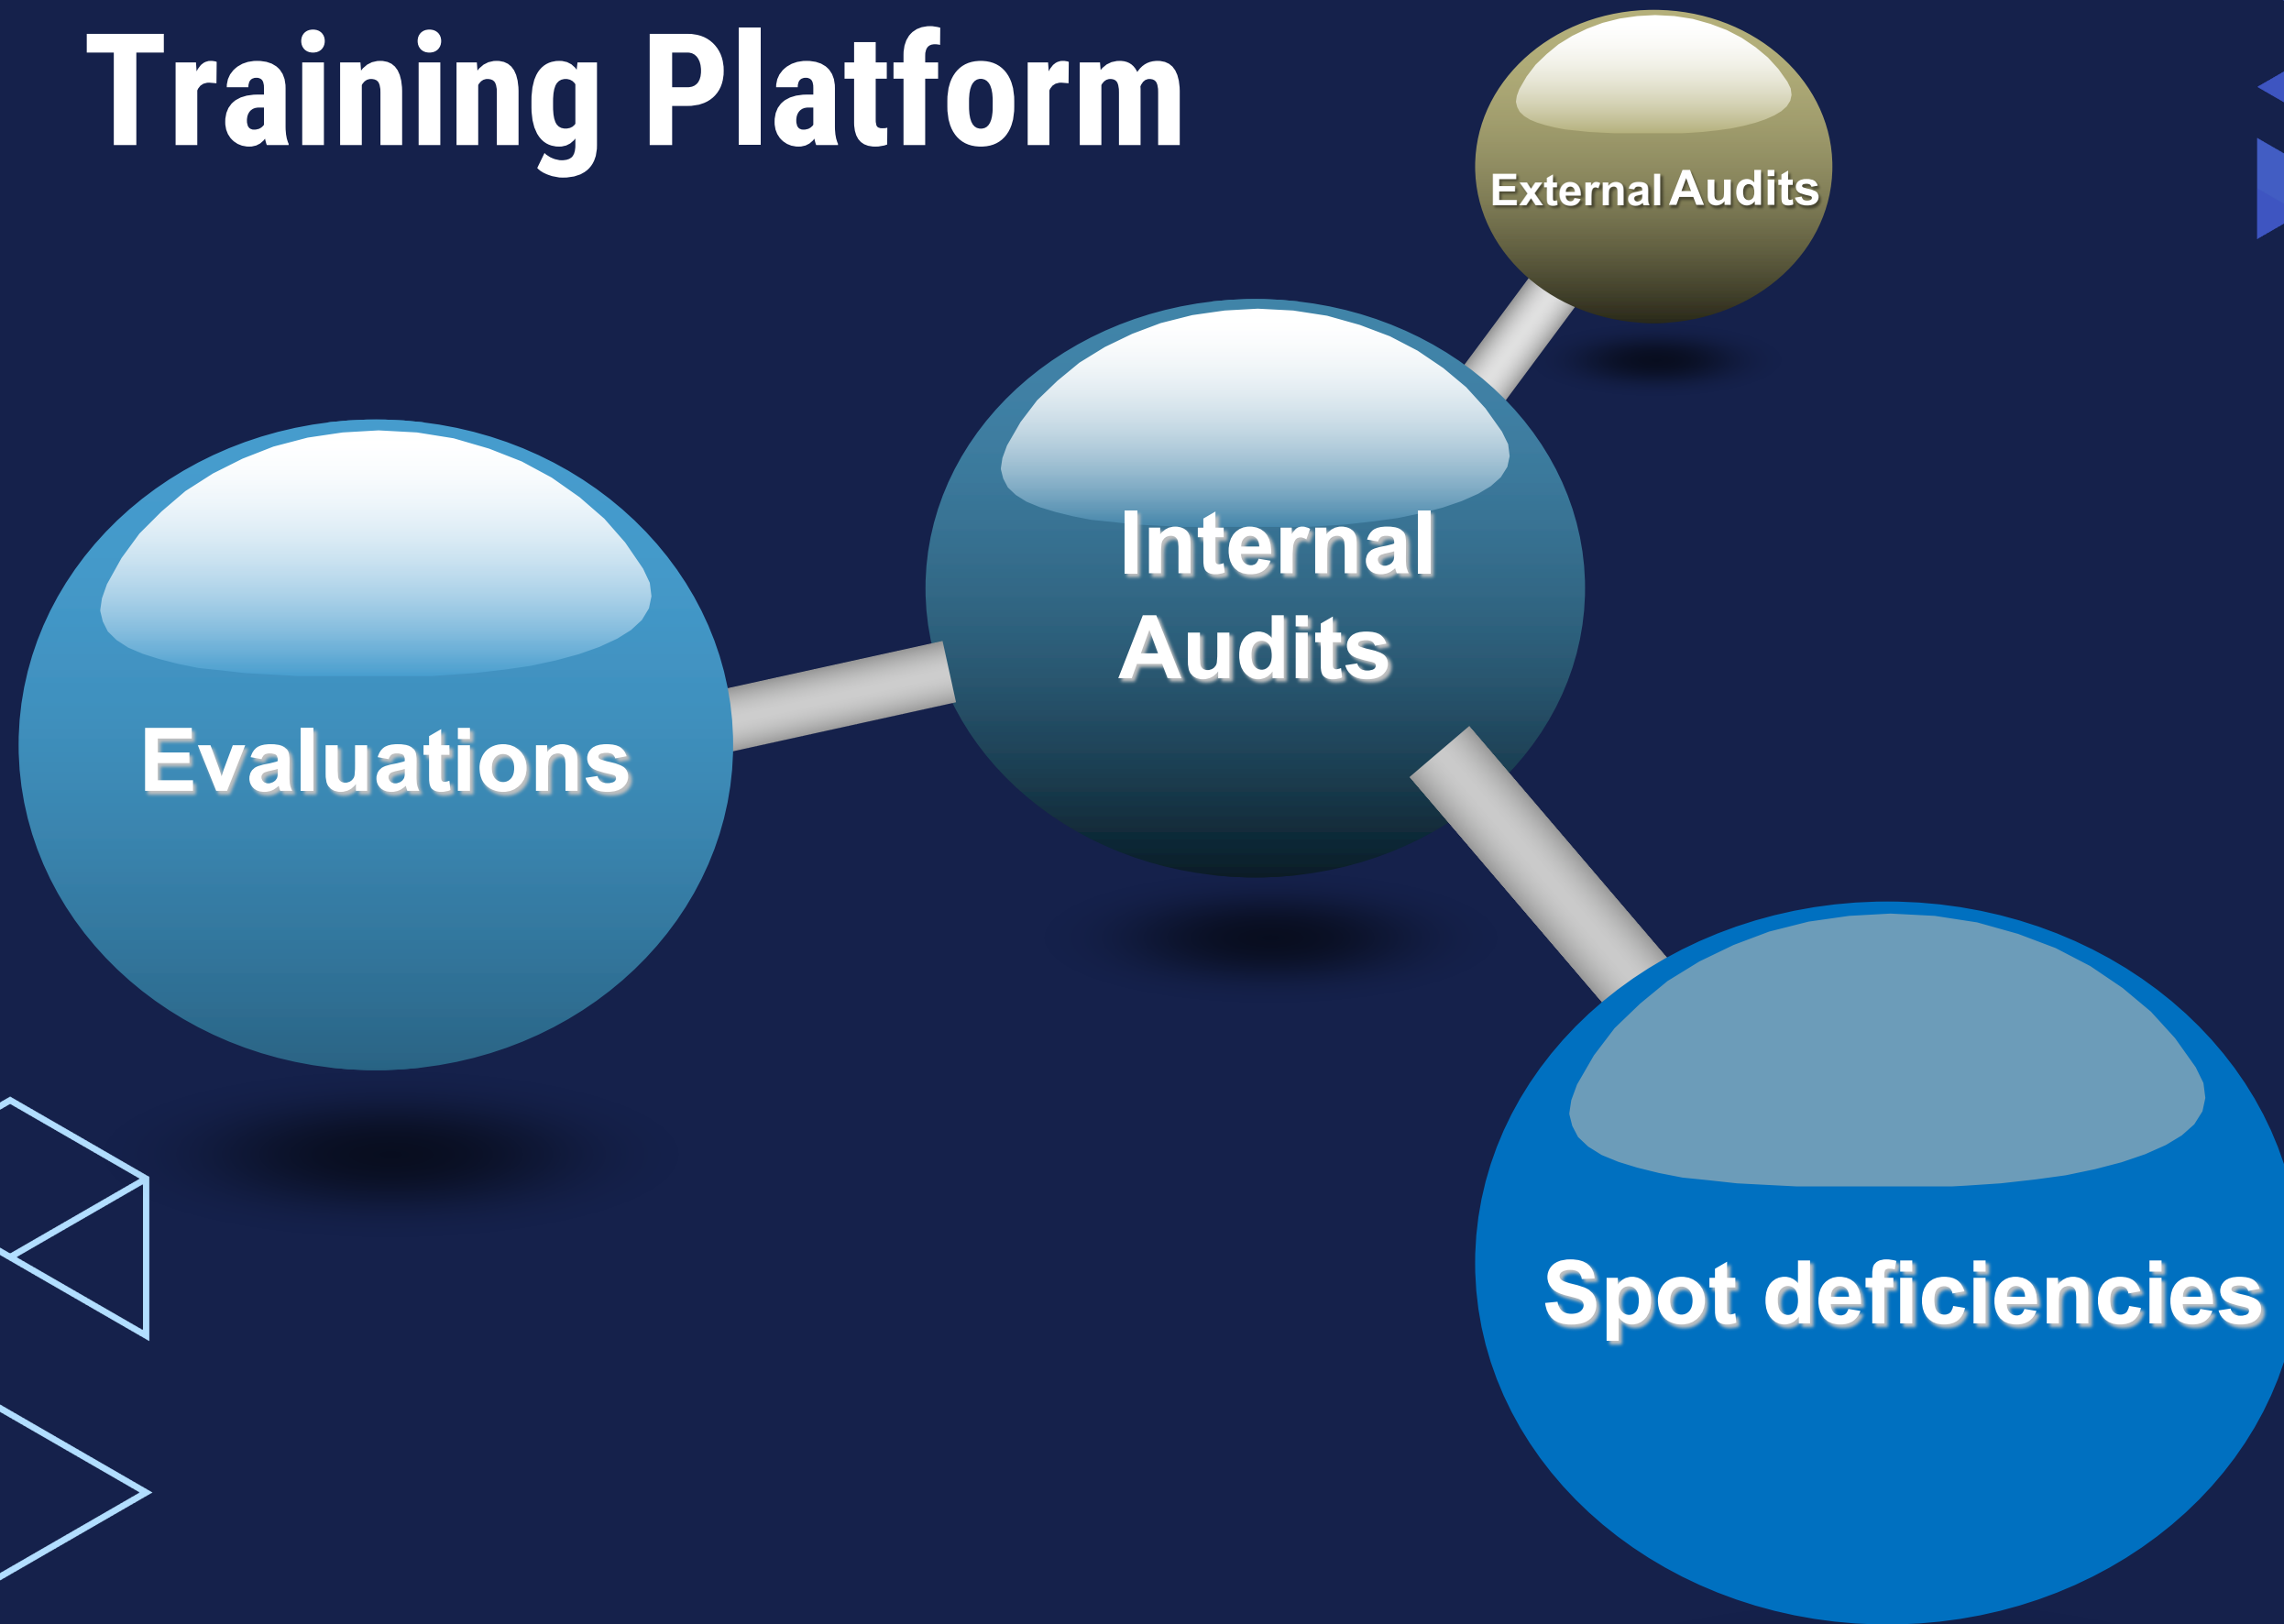 Training Platform
External Audits
Internal
Audits
Evaluations
Spot deficiencies